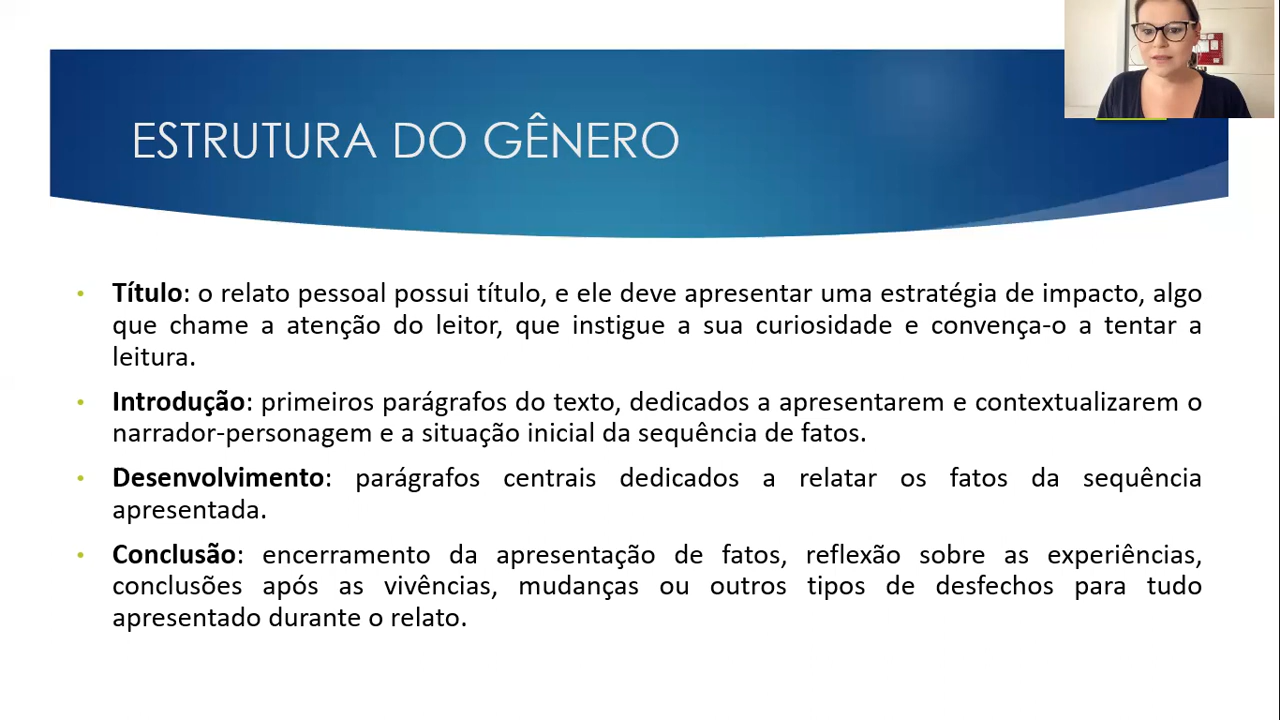 ESTRUTURA DO GÊNERO
• Título: o relato pessoal possui título, e ele deve apresentar uma estratégia de impacto, algo
que chame a atenção do leitor, que instigue a sua curiosidade e convença-o a tentar a
leitura.
• Introdução: primeiros parágrafos do texto, dedicados a apresentarem e contextualizarem o
narrador-personagem e a situação inicial da sequência de fatos.
• Desenvolvimento: parágrafos centrais dedicados a relatar os fatos da sequência
apresentada.
• Conclusão: encerramento da apresentação de fatos, reflexão sobre as experiências,
conclusões após as vivências, mudanças ou outros tipos de desfechos para tudo
apresentado durante o relato.